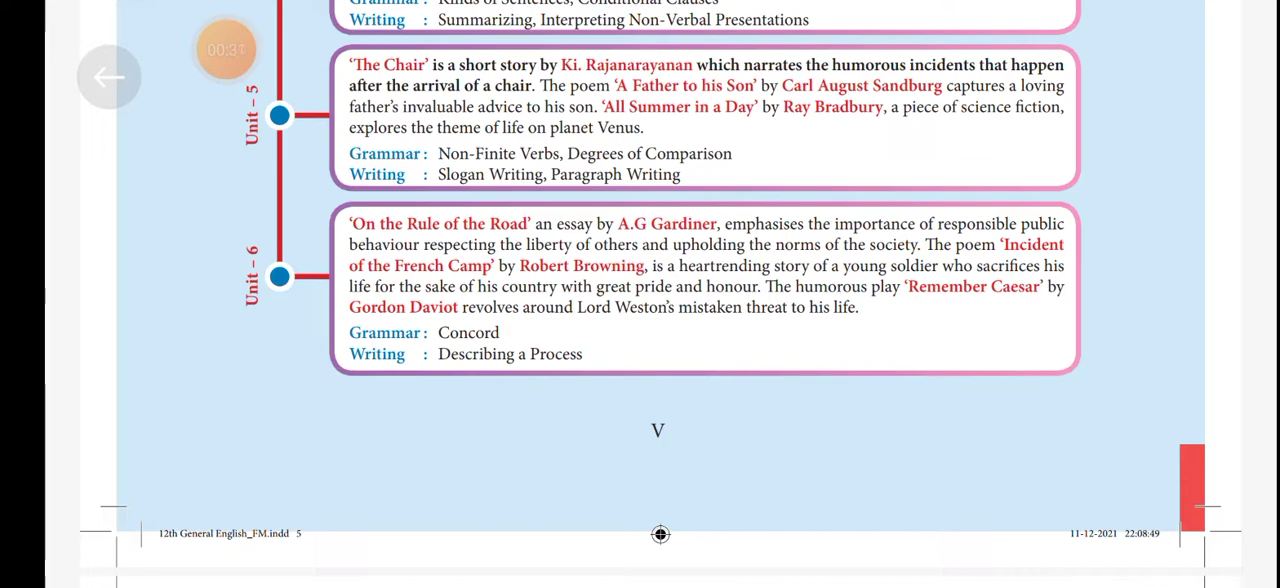 Grammar : Kinds of Sentences, Conditional Clauses
Writing : Summarizing, Interpreting Non-Verbal Presentations
00:31
Unit – 5
‘The Chair’ is a short story by Ki. Rajanarayanan which narrates the humorous incidents that happen
after the arrival of a chair. The poem ‘A Father to his Son’ by Carl August Sandburg captures a loving
father’s invaluable advice to his son. ‘All Summer in a Day’ by Ray Bradbury, a piece of science fiction,
explores the theme of life on planet Venus.
Grammar : Non-Finite Verbs, Degrees of Comparison
Writing : Slogan Writing, Paragraph Writing
Unit – 6
‘On the Rule of the Road’ an essay by A.G Gardiner, emphasises the importance of responsible public
behaviour respecting the liberty of others and upholding the norms of the society. The poem ‘Incident
of the French Camp’ by Robert Browning, is a heartrending story of a young soldier who sacrifices his
life for the sake of his country with great pride and honour. The humorous play ‘Remember Caesar’ by
Gordon Daviot revolves around Lord Weston’s mistaken threat to his life.
Grammar : Concord
Writing : Describing a Process
V
12th General English_FM.indd 5
11-12-2021 22:08:49